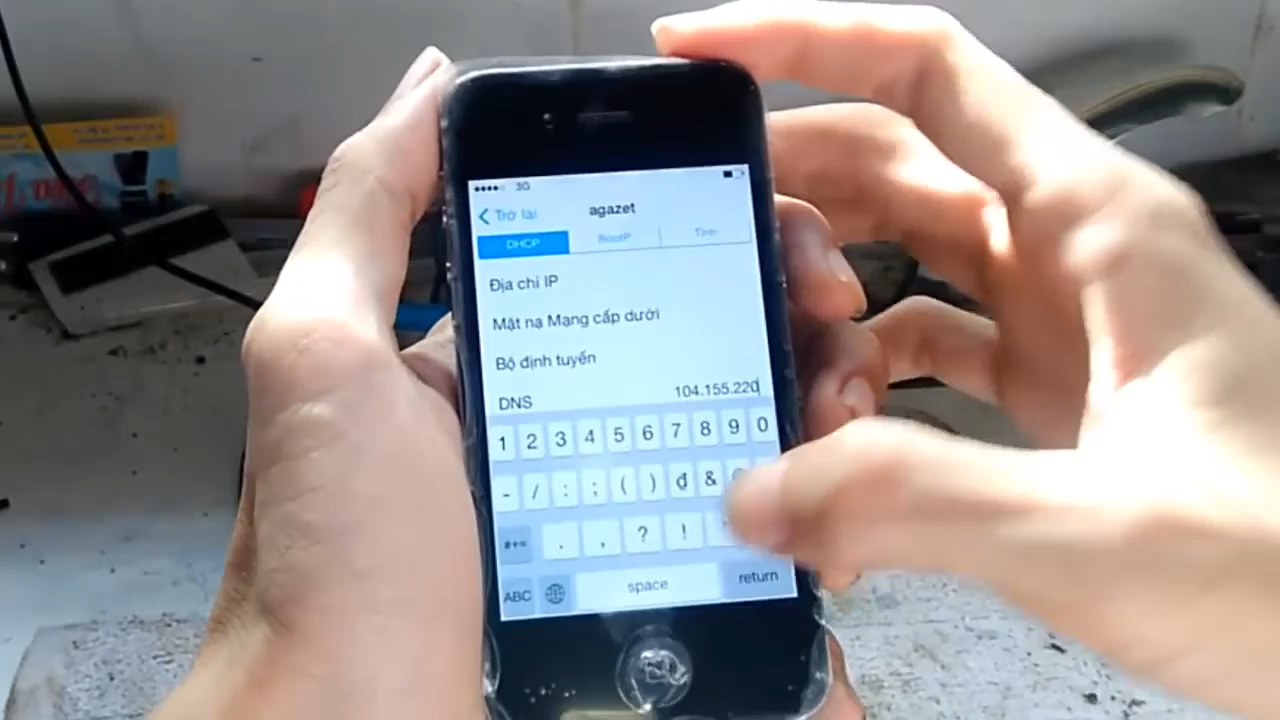 3G
Trở lại agazet
DHCP BootP Tĩnh
Địa chỉ IP
Mặt nạ Mạng cấp dưới
Bộ định tuyến
DNS 104.155.220
1 2 3 4 5 6 7 8 9 0
- / : ; ( ) đ &
#+= . , ? !
ABC space return